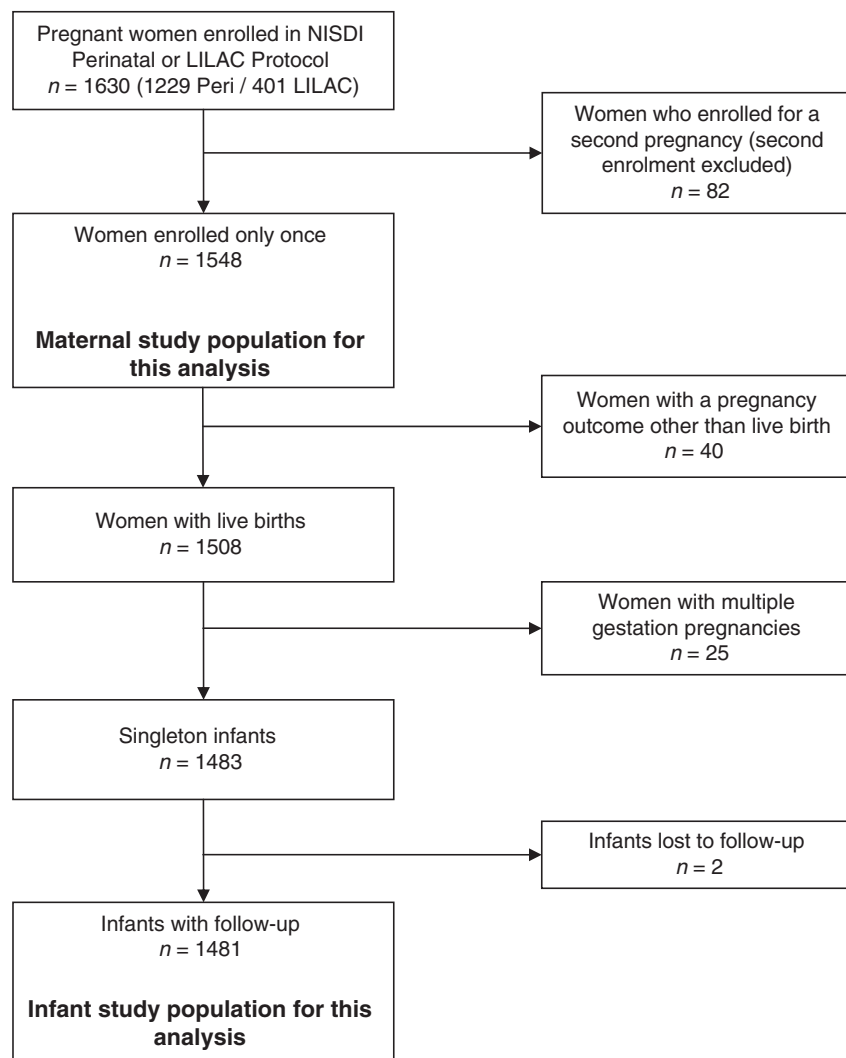 Pregnant women enrolled in NISDI
Perinatal or LILAC Protocol
n = 1630 (1229 Peri / 401 LILAC)
Women who enrolled for a
second pregnancy (second
enrolment excluded)
n = 82
Women enrolled only once
n = 1548
Maternal study population for
this analysis
Women with a pregnancy
outcome other than live birth
n = 40
Women with live births
n = 1508
Women with multiple
gestation pregnancies
n = 25
Singleton infants
n = 1483
Infants lost to follow-up
n = 2
Infants with follow-up
n = 1481
Infant study population for this
analysis